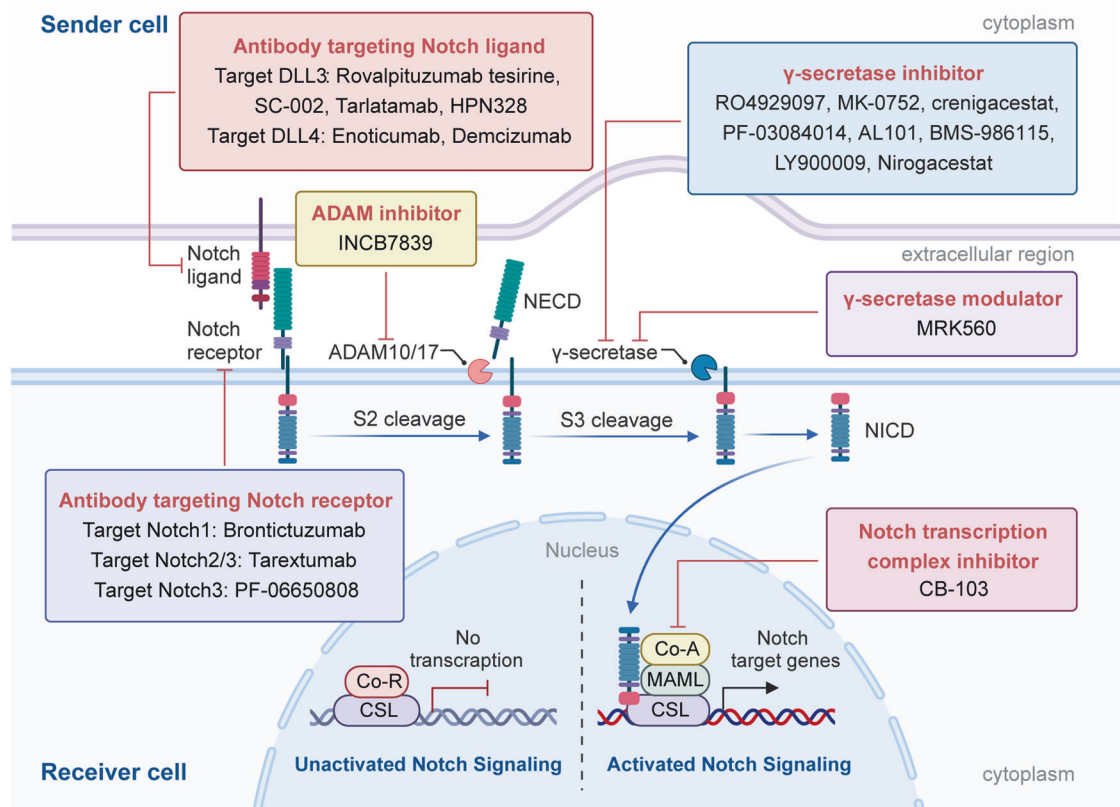 Sender cell
cytoplasm
Antibody targeting Notch ligand
Target DLL3: Rovalpituzumab tesirine,
SC-002, Tarlatamab, HPN328
Target DLL4: Enoticumab, Demcizumab
γ-secretase inhibitor
RO4929097, MK-0752, crenigacestat,
PF-03084014, AL101, BMS-986115,
LY900009, Nirogacestat
ADAM inhibitor
INCB7839
Notch
ligand
extracellular region
NECD
γ-secretase modulator
MRK560
Notch
receptor
ADAM10/17
γ-secretase
S2 cleavage
S3 cleavage
NICD
Antibody targeting Notch receptor
Target Notch1: Brontictuzumab
Target Notch2/3: Tarextumab
Target Notch3: PF-06650808
Nucleus
Notch transcription
complex inhibitor
CB-103
No
transcraption
Co-R
CSL
Co-A
MAML
CSL
Notch
target genes
Unactivated Notch Signaling
Activated Notch Signaling
Receiver cell
cytoplasm